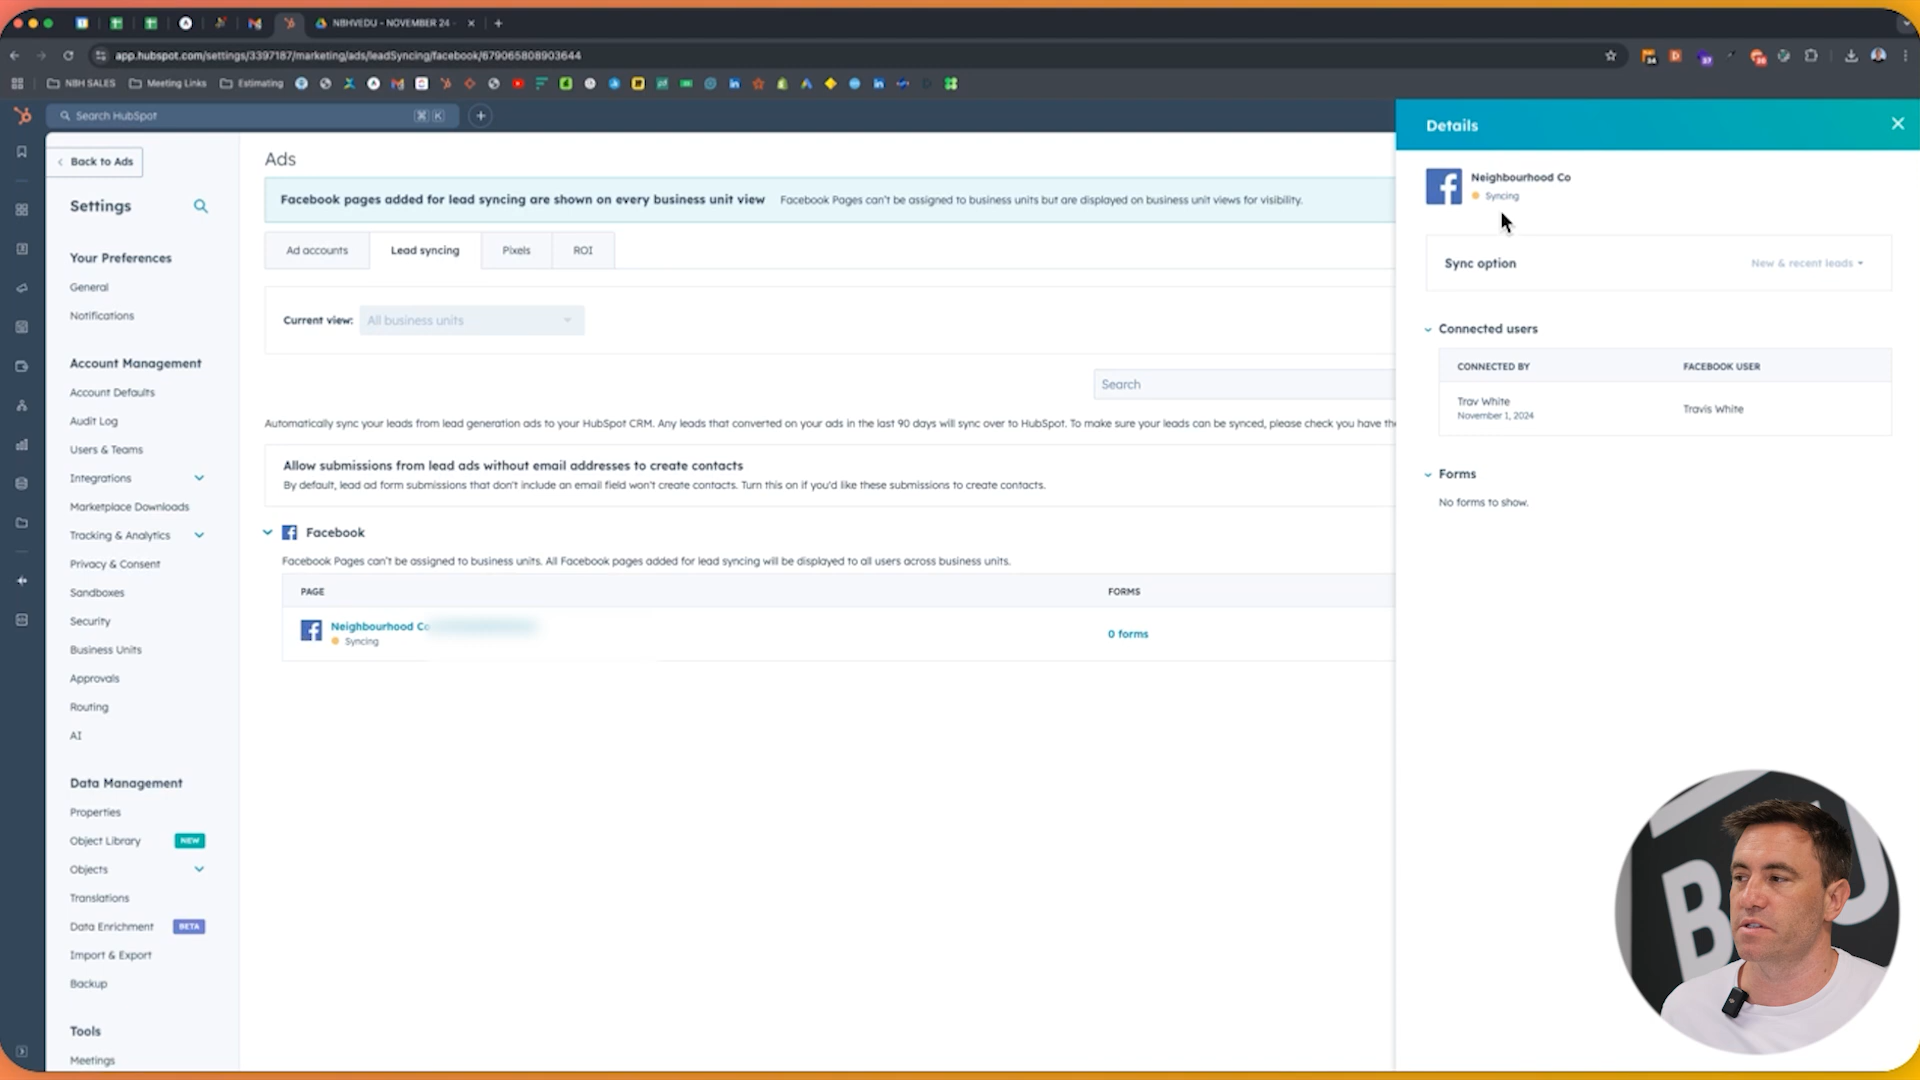 NBHVEDU - NOVEMBER 24
app.hubspot.com/settings/3397187/marketing/ads/leadSyncing/facebook/679065808903644
NBH SALES
Meeting Links
Estimating
Search HubSpot
⌘ K
Back to Ads
Settings
Your Preferences
General
Notifications
Account Management
Account Defaults
Audit Log
Users & Teams
Integrations
Marketplace Downloads
Tracking & Analytics
Privacy & Consent
Sandboxes
Security
Business Units
Approvals
Routing
AI
Data Management
Properties
Object Library NEW
Objects
Translations
Data Enrichment BETA
Import & Export
Backup
Tools
Meetings
Ads
Facebook pages added for lead syncing are shown on every business unit view Facebook Pages can't be assigned to business units but are displayed on business unit views for visibility.
Ad accounts
Lead syncing
Pixels
ROI
Current view: All business units
Search
Automatically sync your leads from lead generation ads to your HubSpot CRM. Any leads that converted on your ads in the last 90 days will sync over to HubSpot. To make sure your leads can be synced, please check you have the
Allow submissions from lead ads without email addresses to create contacts
By default, lead ad form submissions that don't include an email field won't create contacts. Turn this on if you'd like these submissions to create contacts.
Facebook
Facebook Pages can't be assigned to business units. All Facebook pages added for lead syncing will be displayed to all users across business units.
PAGE
FORMS
Neighbourhood Co
Syncing
0 forms
Details
Neighbourhood Co
Syncing
Sync option
New & recent leads
Connected users
CONNECTED BY
FACEBOOK USER
Trav White
November 1, 2024
Travis White
Forms
No forms to show.